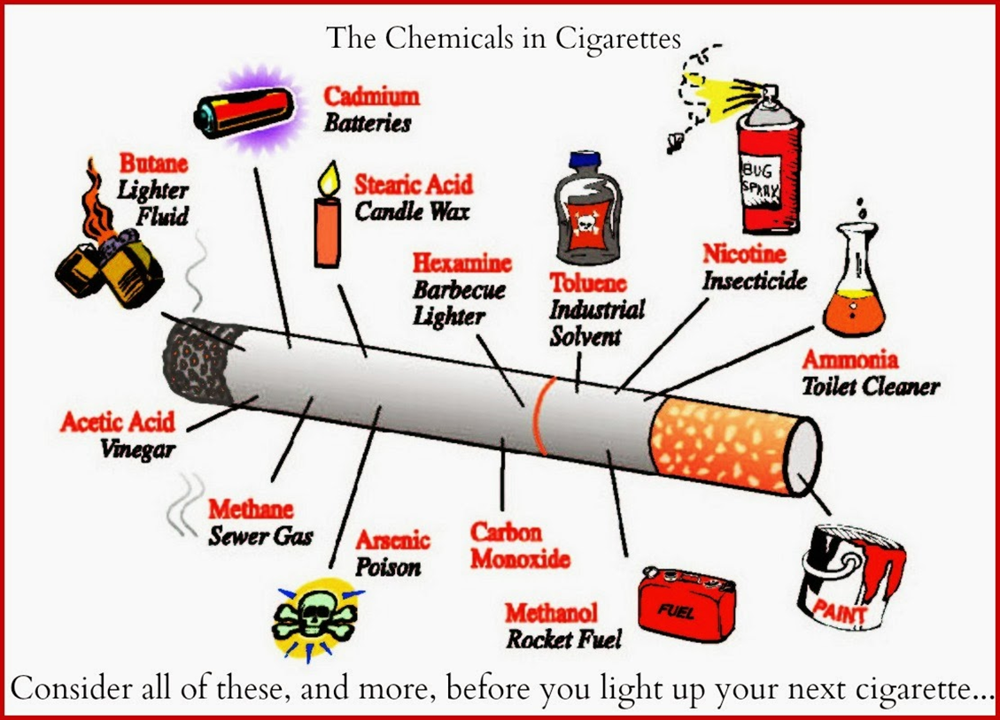 The Chemicals in Cigarettes
Cadmium
Batteries
Butane
Lighter
Fluid
Stearic Acid
Candle Wax
BUG
SPRAY
Hexamine
Barbecue
Lighter
Toluene
Industrial
Solvent
Nicotine
Insecticide
Ammonia
Toilet Cleaner
Acetic Acid
Vinegar
Methane
Sewer Gas
Arsenic
Poison
Carbon
Monoxide
Methanol
Rocket Fuel
FUEL
PAINT
Consider all of these, and more, before you light up your next cigarette...